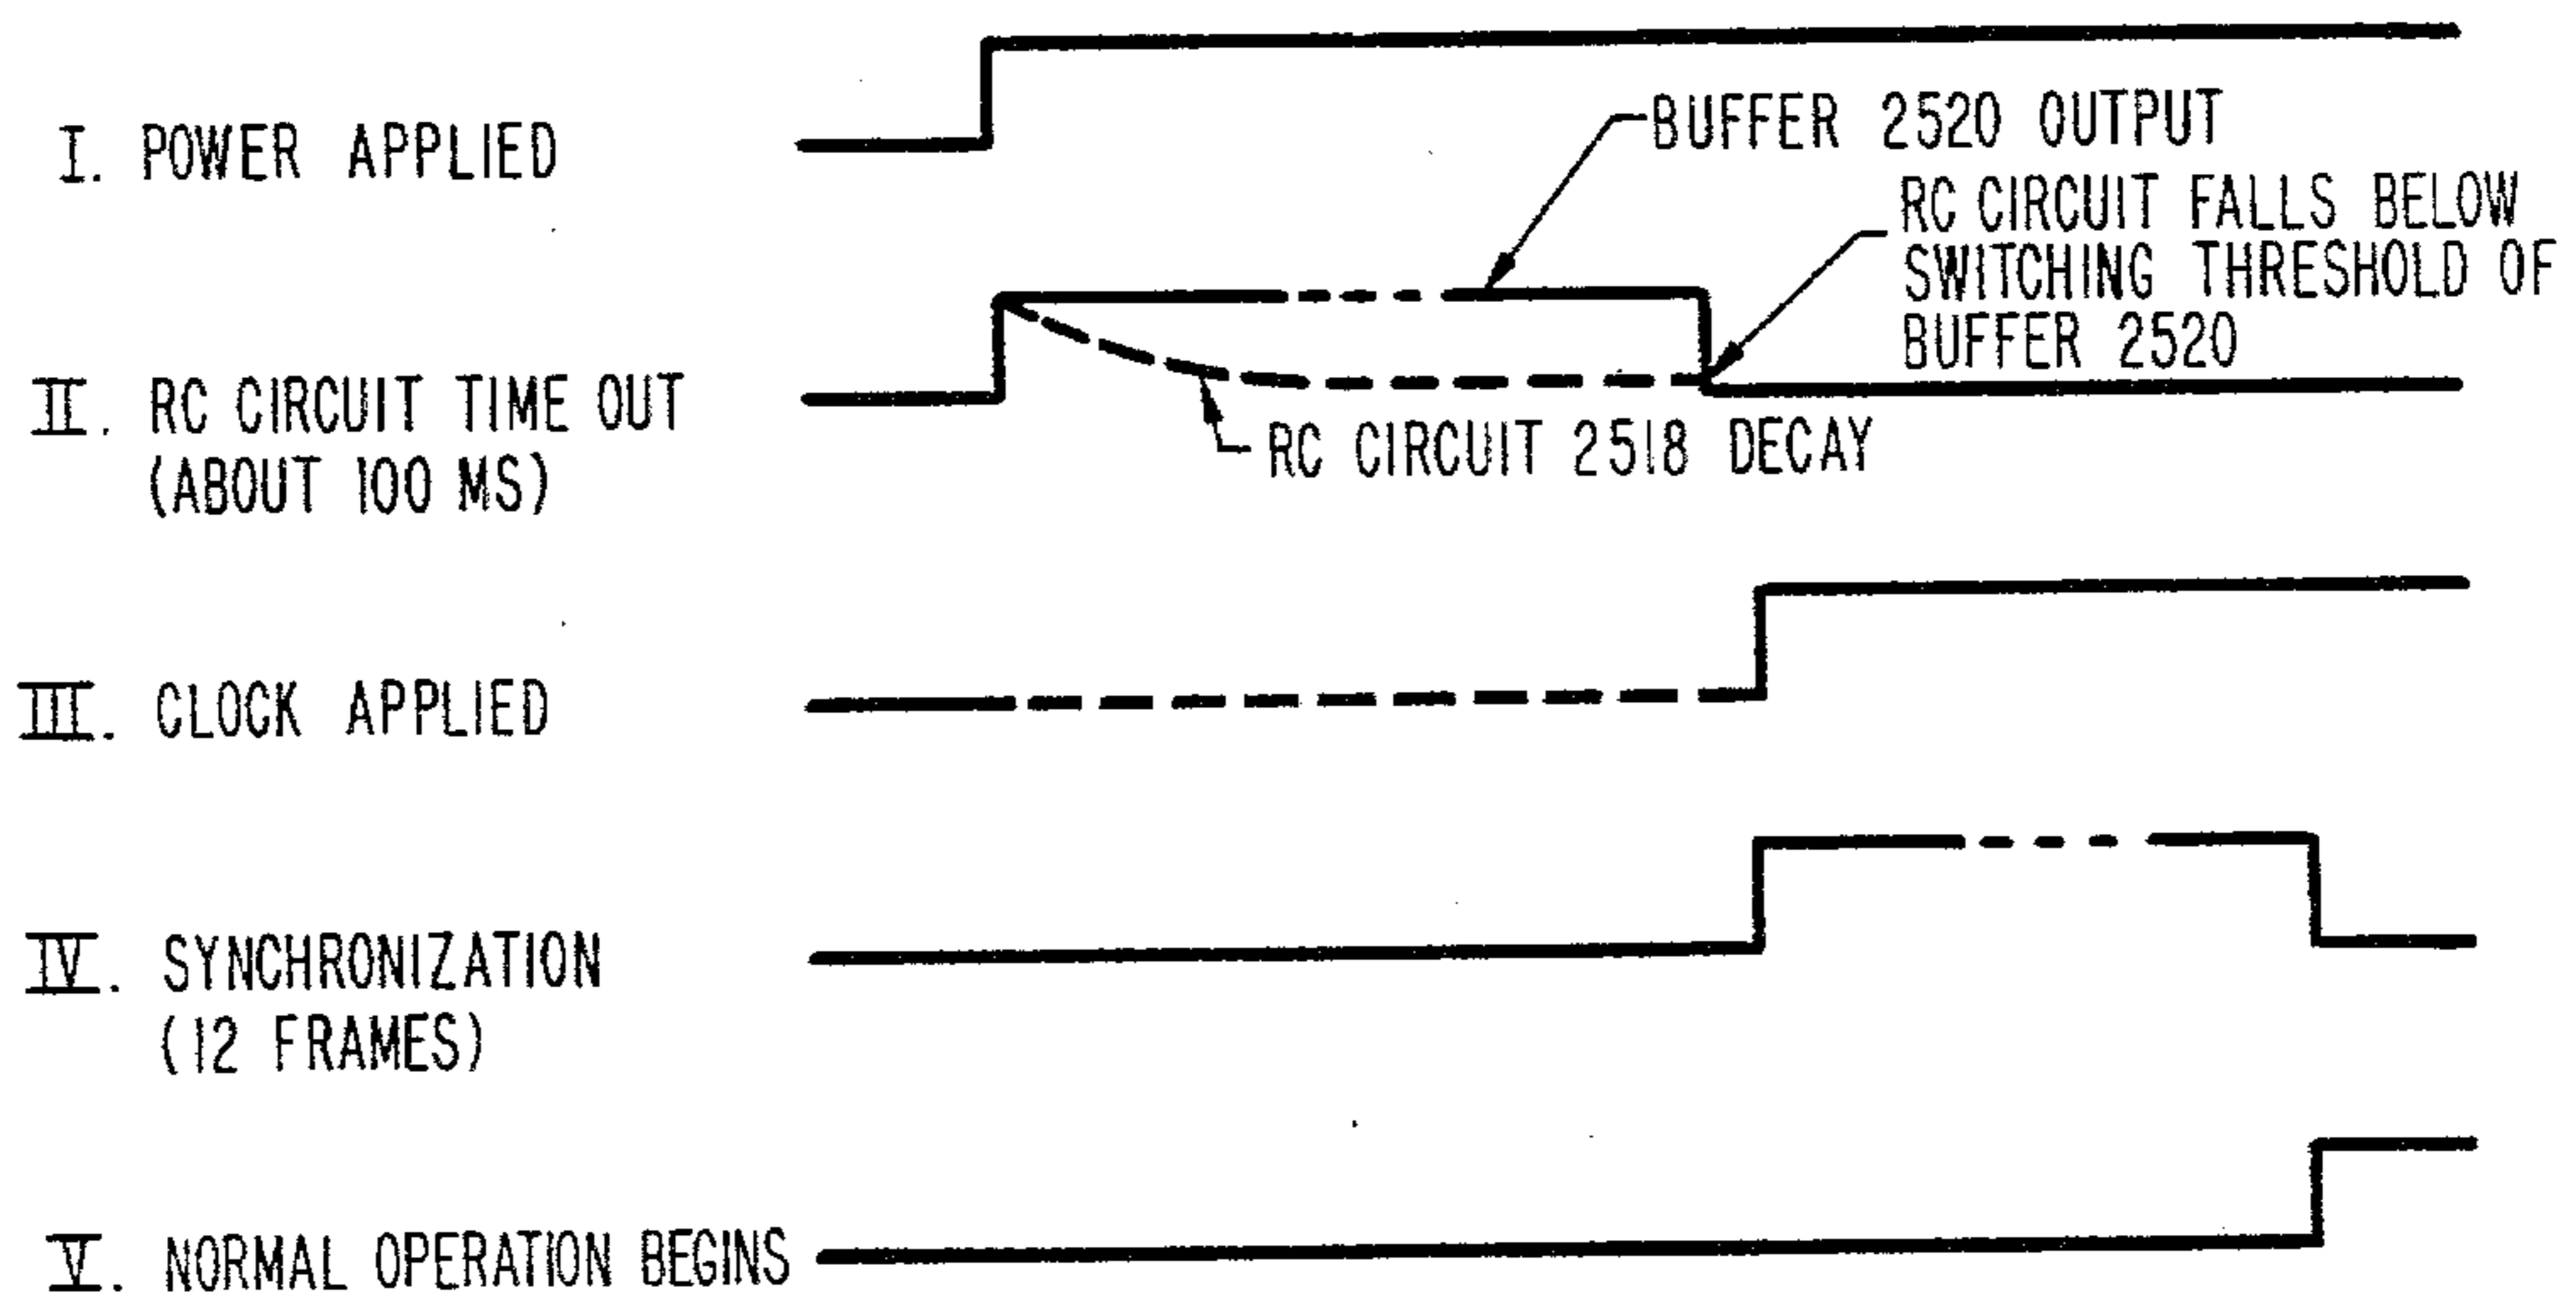 I. POWER APPLIED
BUFFER 2520 OUTPUT
RC CIRCUIT FALLS BELOW
SWITCHING THRESHOLD OF
BUFFER 2520
II. RC CIRCUIT TIME OUT
(ABOUT 100 MS)
RC CIRCUIT 2518 DECAY
III. CLOCK APPLIED
IV. SYNCHRONIZATION
(12 FRAMES)
V. NORMAL OPERATION BEGINS